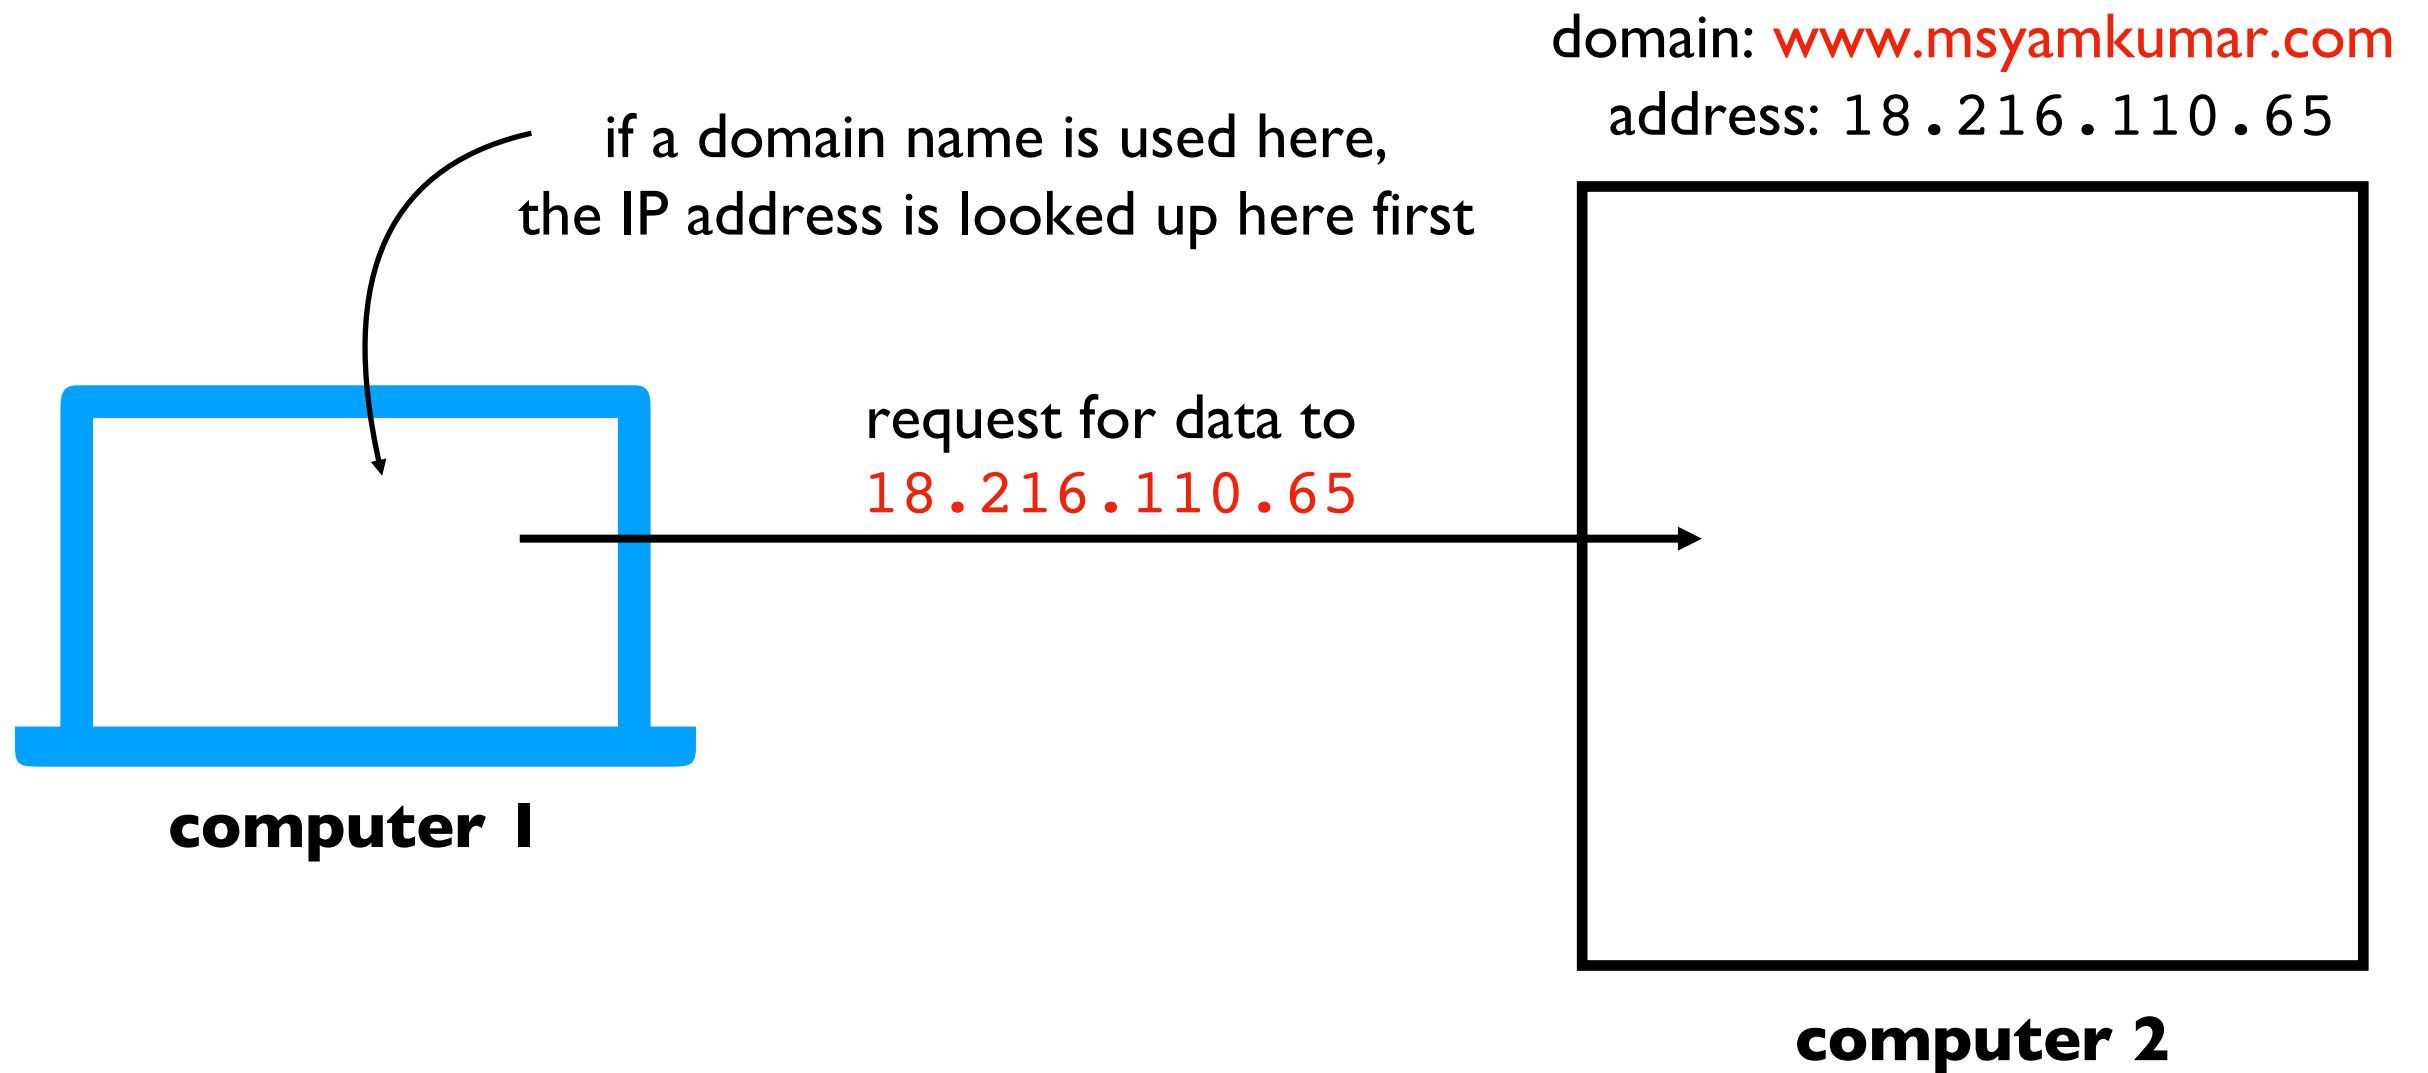 domain: www.msyamkumar.com
address: 18.216.110.65
if a domain name is used here,
the IP address is looked up here first
request for data to
18.216.110.65
computer 1
computer 2